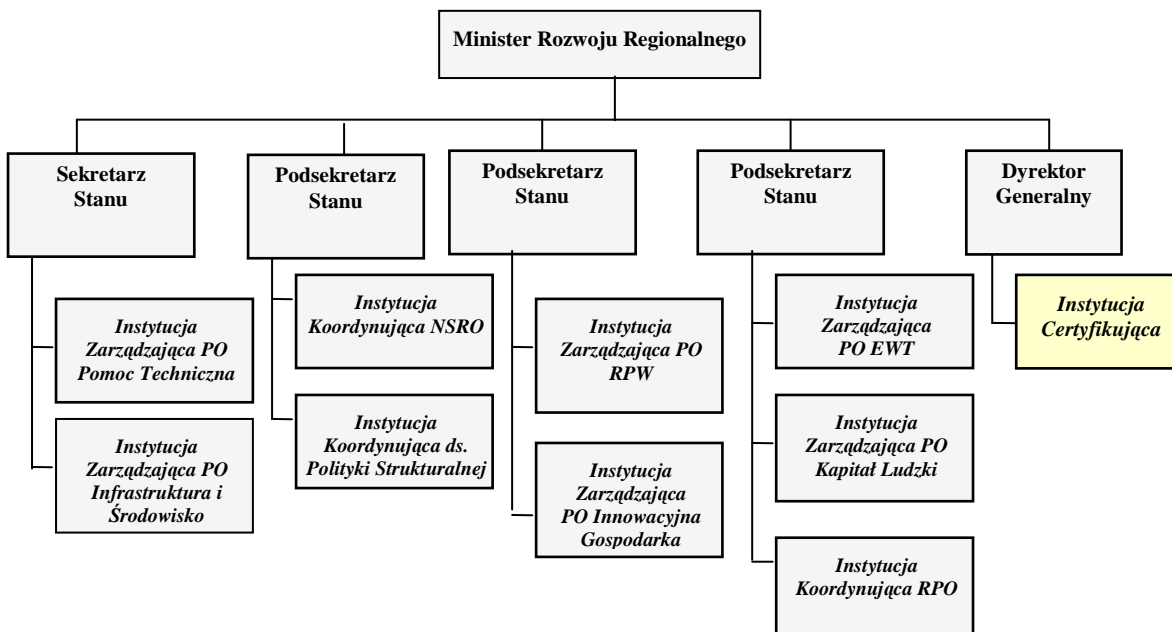 Minister Rozwoju Regionalnego
Sekretarz
Stanu
Podsekretarz
Stanu
Podsekretarz
Stanu
Podsekretarz
Stanu
Dyrektor
Generalny
Instytucja
Zarządzająca PO
Pomoc Techniczna
Instytucja
Zarządzająca PO
Infrastruktura i
Środowisko
Instytucja
Koordynująca NSRO
Instytucja
Koordynująca ds.
Polityki Strukturalnej
Instytucja
Zarządzająca PO
RPW
Instytucja
Zarządzająca
PO Innowacyjna
Gospodarka
Instytucja
Zarządzająca
PO EWT
Instytucja
Zarządzająca PO
Kapitał Ludzki
Instytucja
Koordynująca RPO
Instytucja
Certyfikująca